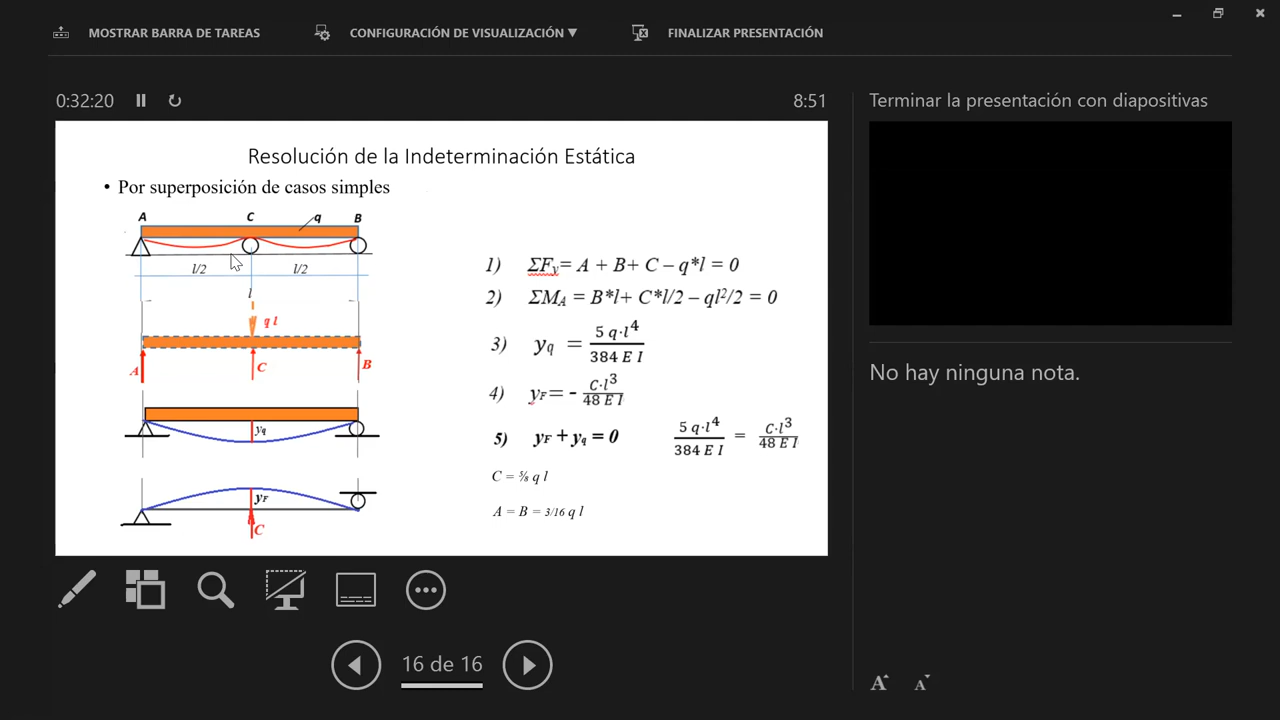 MOSTRAR BARRA DE TAREAS
CONFIGURACIÓN DE VISUALIZACIÓN ▼
FINALIZAR PRESENTACIÓN
0:32:20
8:51
Terminar la presentación con diapositivas
Resolución de la Indeterminación Estática
• Por superposición de casos simples
A C q B
l/2 l/2
l
q l
A C B
y_q
y_F
C
1) ΣF_y= A + B+ C – q*l = 0
2) ΣM_A = B*l+ C*l/2 – ql²/2 = 0
3) y_q = 5 q·l⁴ / 384 E I
4) y_F= - C·l³ / 48 E I
5) y_F + y_q = 0 5 q·l⁴ / 384 E I = C·l³ / 48 E I
C = ⁵⁄₈ q l
A = B = 3/16 q l
No hay ninguna nota.
16 de 16
A A